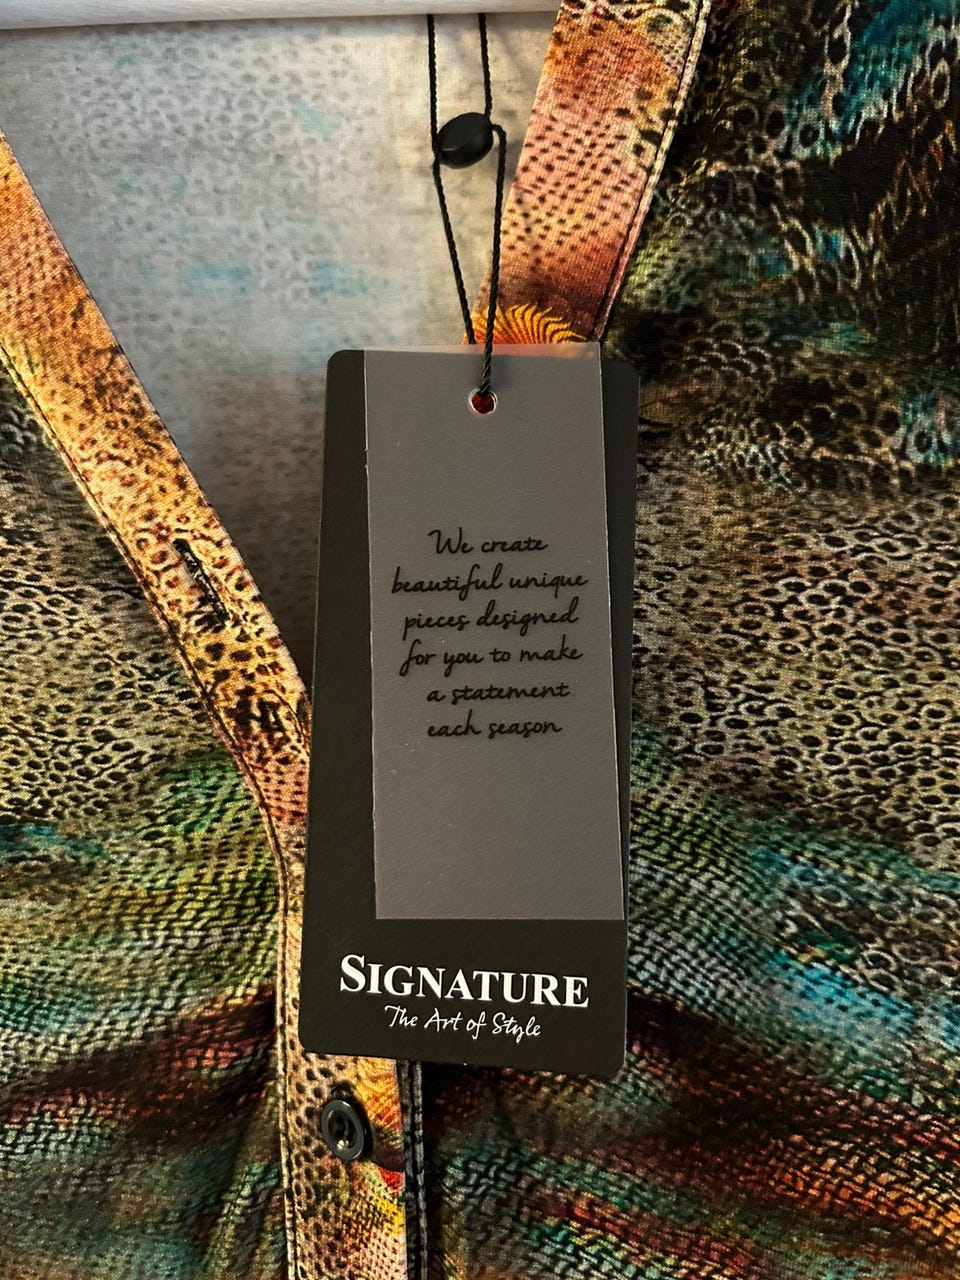 We create
beautiful unique
pieces designed
for you to make
a statement
each season
SIGNATURE
The Art of Style